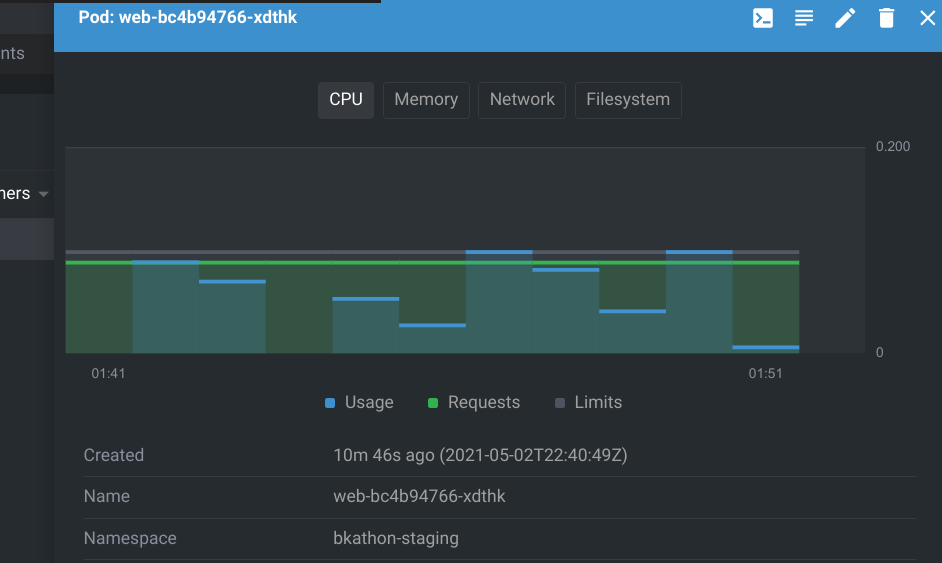 Pod: web-bc4b94766-xdthk
nts
CPU Memory Network Filesystem
0.200
ners
0
01:41 01:51
Usage Requests Limits
Created 10m 46s ago (2021-05-02T22:40:49Z)
Name web-bc4b94766-xdthk
Namespace bkathon-staging